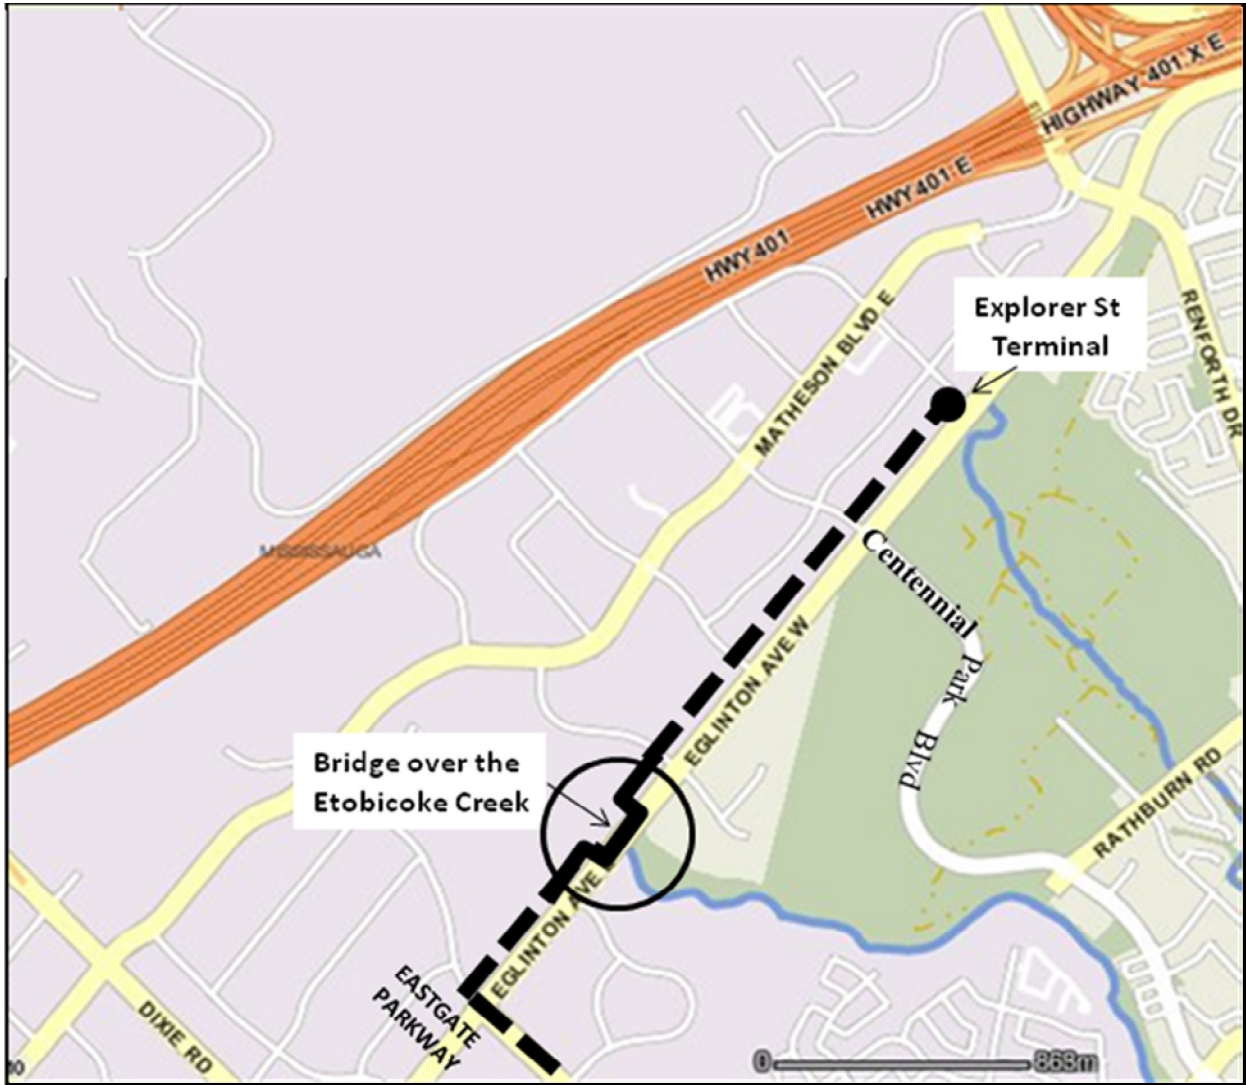 HIGHWAY 401 X E
HWY 401 E
HWY 401
Explorer St
Terminal
MATHESON BLVD E
RENFORTH DR
MISSISSAUGA
Centennial
Park
Blvd
EGLINTON AVE W
Bridge over the
Etobicoke Creek
RATHBURN RD
EGLINTON AVE
EASTGATE
PARKWAY
DIXIE RD
0
863m